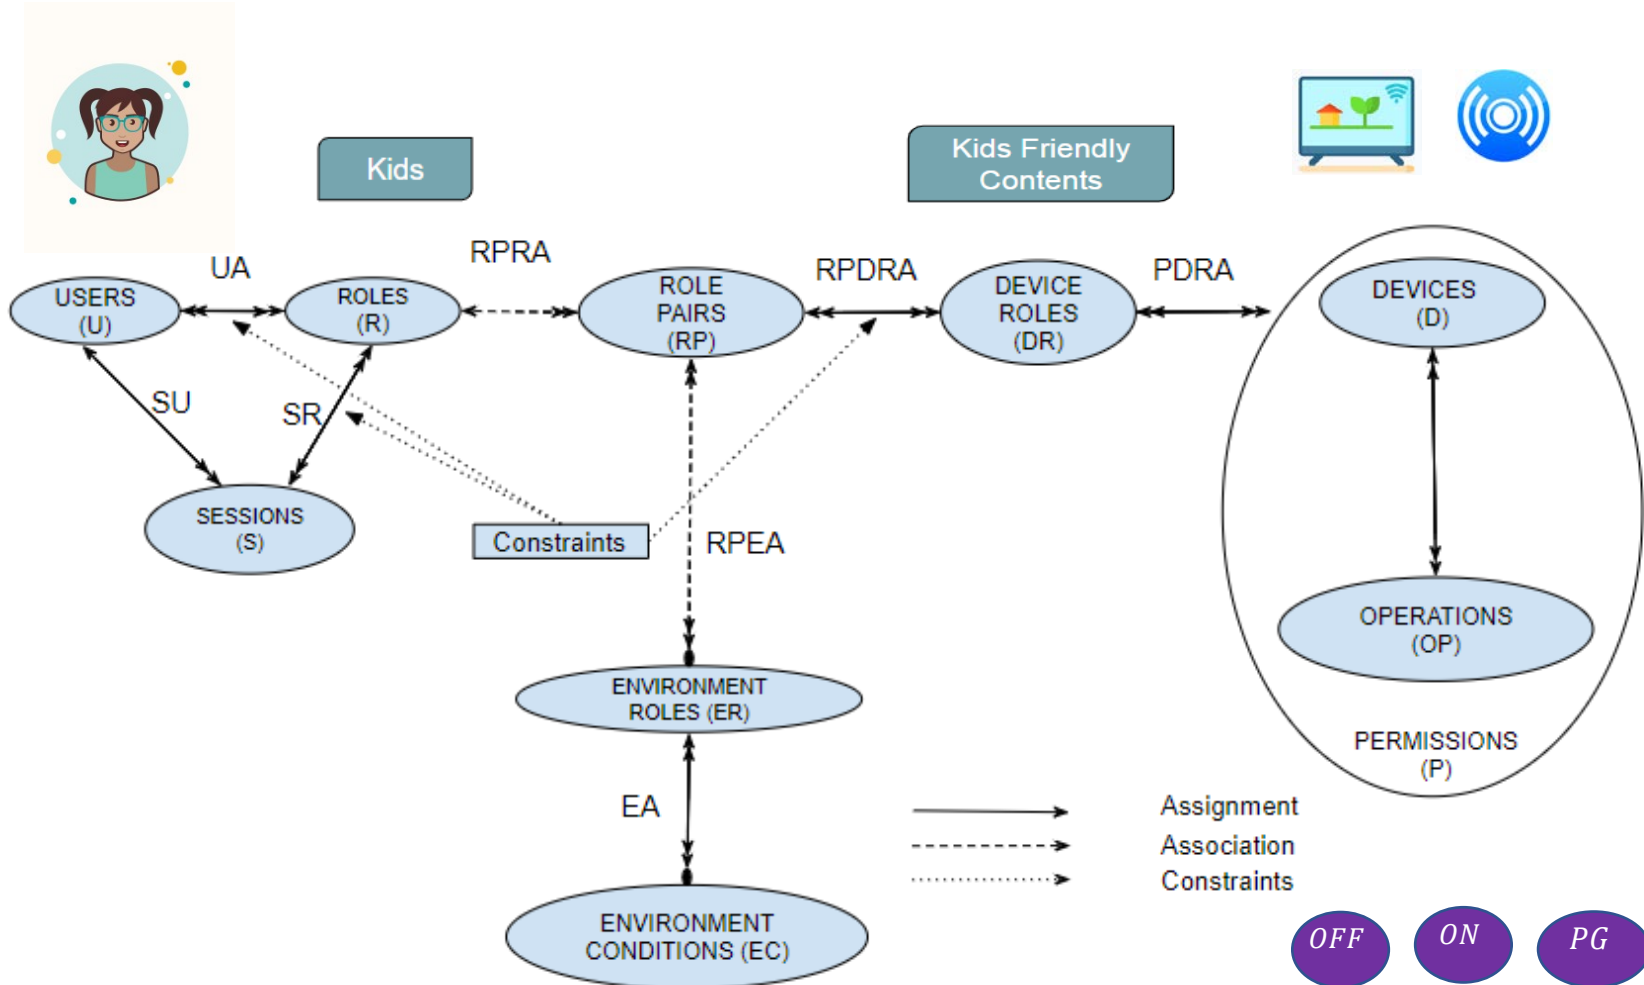 Kids
Kids Friendly
Contents
UA
RPRA
RPDRA
PDRA
USERS
(U)
ROLES
(R)
ROLE
PAIRS
(RP)
DEVICE
ROLES
(DR)
DEVICES
(D)
SU
SR
SESSIONS
(S)
Constraints
RPEA
OPERATIONS
(OP)
ENVIRONMENT
ROLES (ER)
PERMISSIONS
(P)
EA
Assignment
Association
Constraints
ENVIRONMENT
CONDITIONS (EC)
OFF
ON
PG